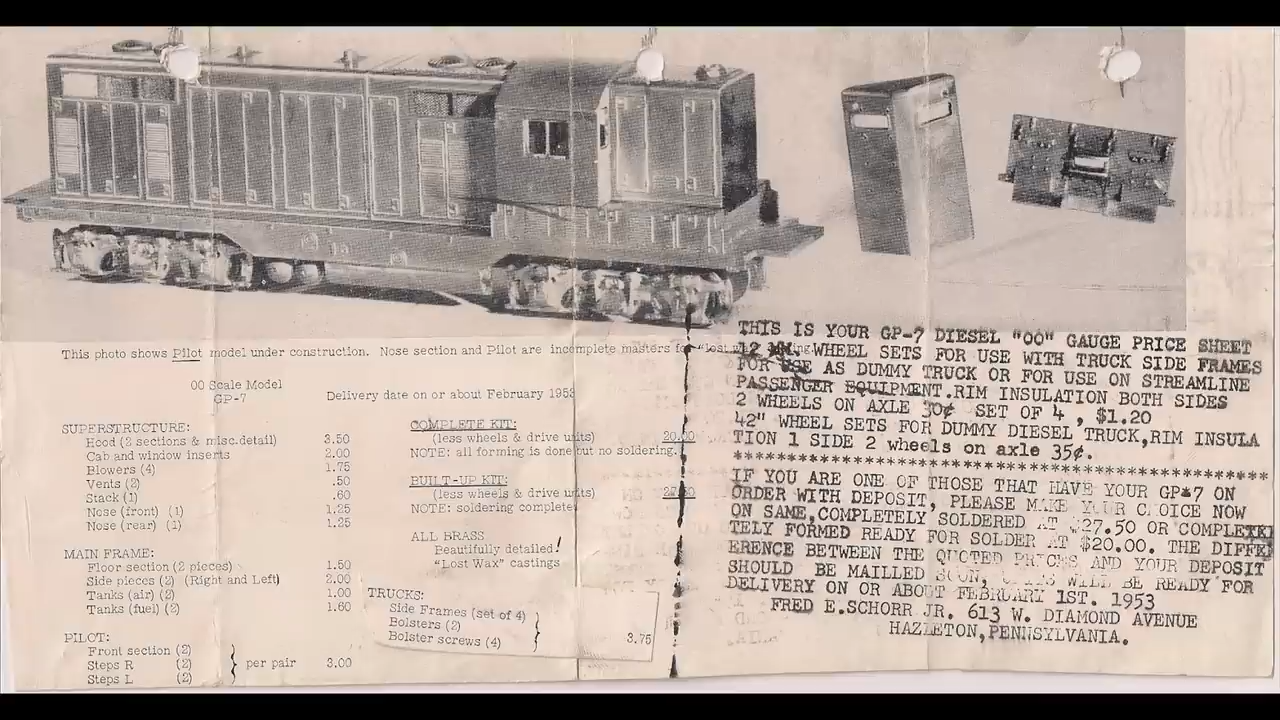 This photo shows Pilot model under construction. Nose section and Pilot are incomplete masters for "lost
00 Scale Model
GP-7
Delivery date on or about February 1953
SUPERSTRUCTURE:
Hood (2 sections & misc.detail) 3.50
Cab and window inserts 2.00
Blowers (4) 1.75
Vents (2) .50
Stack (1) .60
Nose (front) (1) 1.25
Nose (rear) (1) 1.25
MAIN FRAME:
Floor section (2 pieces) 1.50
Side pieces (2) (Right and Left) 2.00
Tanks (air) (2) 1.00
Tanks (fuel) (2) 1.60
PILOT:
Front section (2)
Steps R (2) per pair 3.00
Steps L (2)
COMPLETE KIT:
(less wheels & drive units) 20.00
NOTE: all forming is done but no soldering.
BUILT-UP KIT:
(less wheels & drive units)
NOTE: soldering complete
ALL BRASS
Beautifully detailed!
"Lost Wax" castings
TRUCKS:
Side Frames (set of 4)
Bolsters (2)
Bolster screws (4) 3.75
THIS IS YOUR GP-7 DIESEL "OO" GAUGE PRICE SHEET
WHEEL SETS FOR USE WITH TRUCK SIDE FRAMES
FOR USE AS DUMMY TRUCK OR FOR USE ON STREAMLINE
PASSENGER EQUIPMENT.RIM INSULATION BOTH SIDES
2 WHEELS ON AXLE 30¢ SET OF 4 , $1.20
42" WHEEL SETS FOR DUMMY DIESEL TRUCK,RIM INSULA
TION 1 SIDE 2 wheels on axle 35¢.
******************************************
IF YOU ARE ONE OF THOSE THAT HAVE YOUR GP*7 ON
ORDER WITH DEPOSIT, PLEASE MAKE YOUR CHOICE NOW
ON SAME,COMPLETELY SOLDERED AT $27.50 OR COMPLETE
TELY FORMED READY FOR SOLDER AT $20.00. THE DIFFE
ERENCE BETWEEN THE QUOTED PRICES AND YOUR DEPOSIT
SHOULD BE MAILLED SOON, WILL BE READY FOR
DELIVERY ON OR ABOUT FEBRUARY 1ST. 1953
FRED E.SCHORR JR. 613 W. DIAMOND AVENUE
HAZLETON,PENNSYLVANIA.